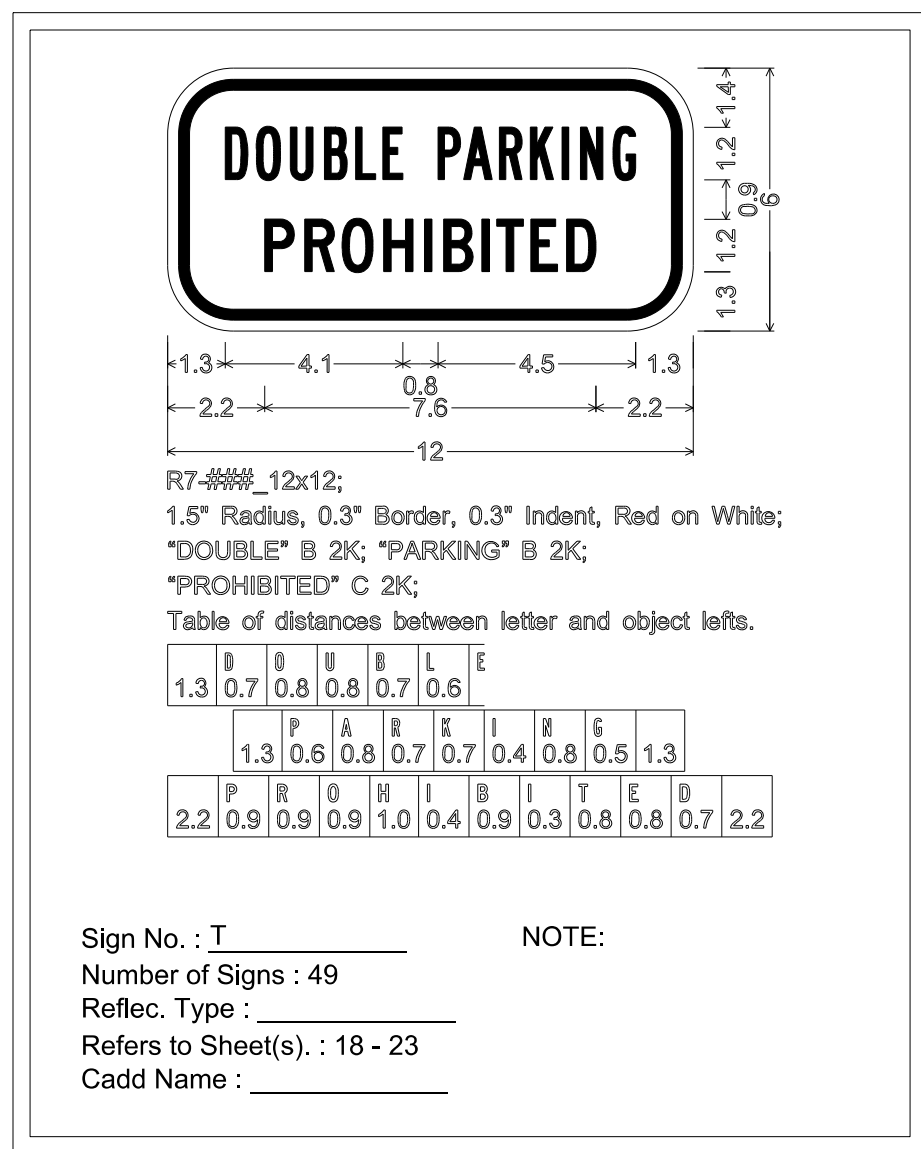 DOUBLE PARKING
PROHIBITED
1.4
1.2
0.9
6
1.2
1.3
1.3 4.1 4.5 1.3
0.8
2.2 7.6 2.2
12
R7-###_12x12;
1.5" Radius, 0.3" Border, 0.3" Indent, Red on White;
“DOUBLE” B 2K; “PARKING” B 2K;
“PROHIBITED” C 2K;
Table of distances between letter and object lefts.
D O U B L E
1.3 0.7 0.8 0.8 0.7 0.6
P A R K I N G
1.3 0.6 0.8 0.7 0.7 0.4 0.8 0.5 1.3
P R O H I B I T E D
2.2 0.9 0.9 0.9 1.0 0.4 0.9 0.3 0.8 0.8 0.7 2.2
Sign No. : T NOTE:
Number of Signs : 49
Reflec. Type :
Refers to Sheet(s). : 18 - 23
Cadd Name :